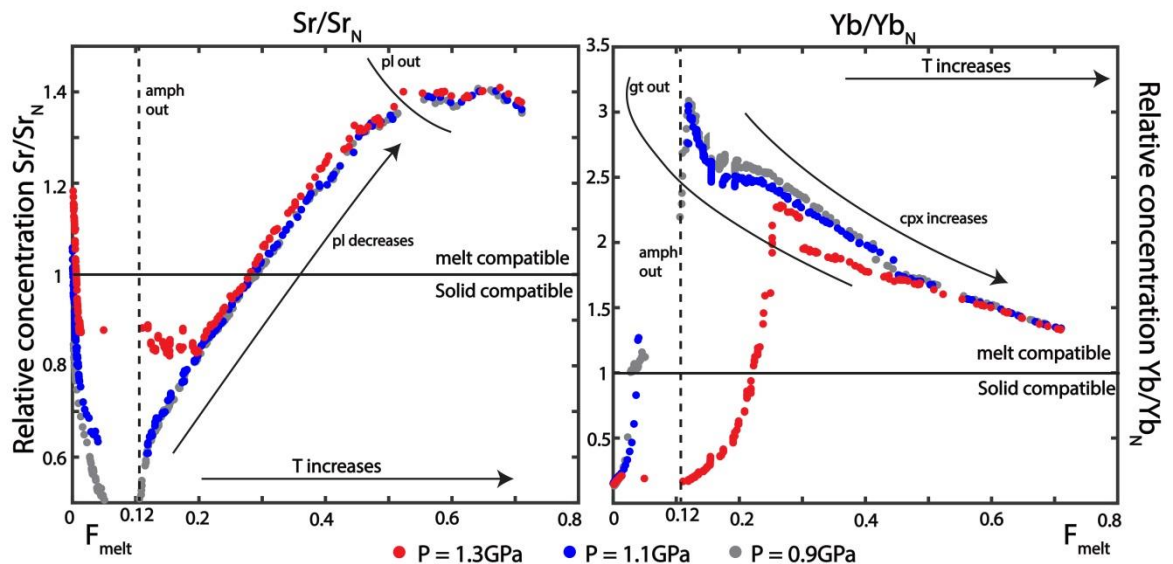 Sr/Sr_N
Yb/Yb_N
Relative concentration Sr/Sr_N
1.4
1.2
1
0.8
0.6
amph
out
pl out
pl decreases
melt compatible
Solid compatible
T increases
0
0.12
0.2
0.4
0.6
0.8
F_melt
3.5
3
2.5
2
1.5
1
0.5
gt out
T increases
cpx increases
amph
out
melt compatible
Solid compatible
0
0.12
0.2
0.4
0.6
0.8
F_melt
Relative concentration Yb/Yb_N
P = 1.3GPa
P = 1.1GPa
P = 0.9GPa